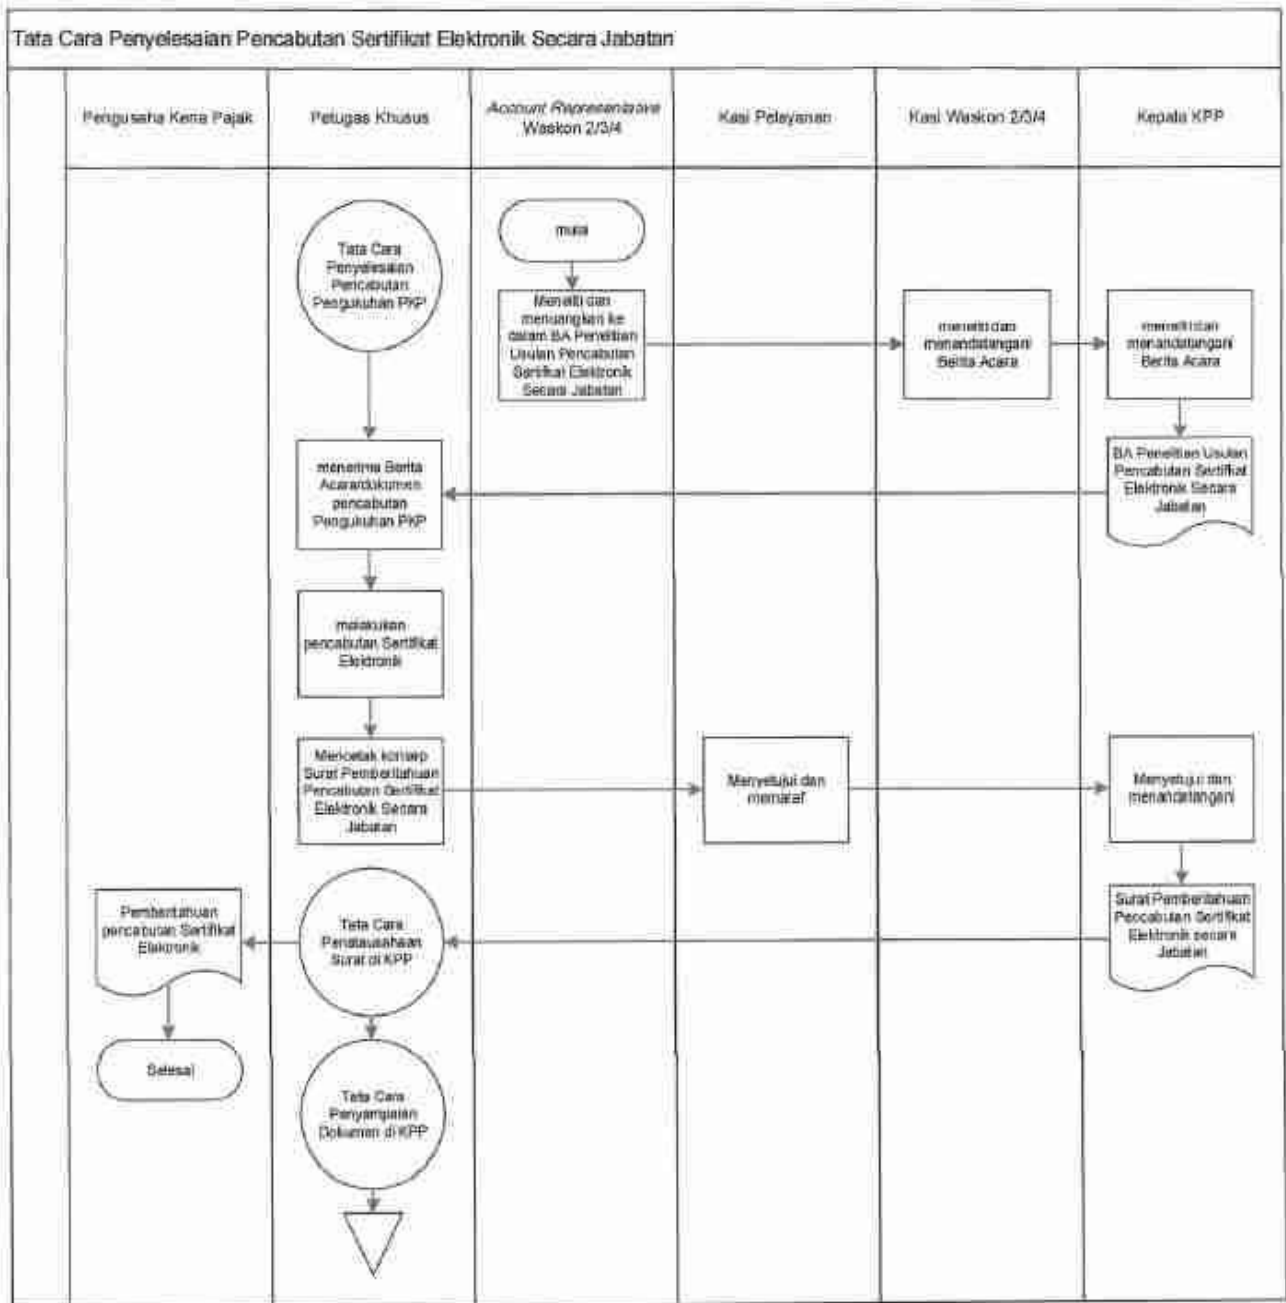 Tata Cara Penyelesaian Pencabutan Sertifikat Elektronik Secara Jabatan
Pengusaha Kena Pajak
Petugas Khusus
Account Representative
Waskon 2/3/4
Kasi Pelayanan
Kasi Waskon 2/3/4
Kepala KPP
Tata Cara
Penyelesaian
Pencabutan
Pengukuhan PKP
mulai
Meneliti dan
menuangkan ke
dalam BA Penelitian
Usulan Pencabutan
Sertifikat Elektronik
Secara Jabatan
meneliti dan
menandatangani
Berita Acara
meneliti dan
menandatangani
Berita Acara
BA Penelitian Usulan
Pencabutan Sertifikat
Elektronik Secara
Jabatan
menerima Berita
Acara/dokumen
pencabutan
Pengukuhan PKP
melakukan
pencabutan Sertifikat
Elektronik
Mencetak konsep
Surat Pemberitahuan
Pencabutan Sertifikat
Elektronik Secara
Jabatan
Menyetujui dan
memaraf
Menyetujui dan
menandatangani
Surat Pemberitahuan
Pencabutan Sertifikat
Elektronik secara
Jabatan
Tata Cara
Penatausahaan
Surat di KPP
Pemberitahuan
pencabutan Sertifikat
Elektronik
Selesai
Tata Cara
Penyampaian
Dokumen di KPP